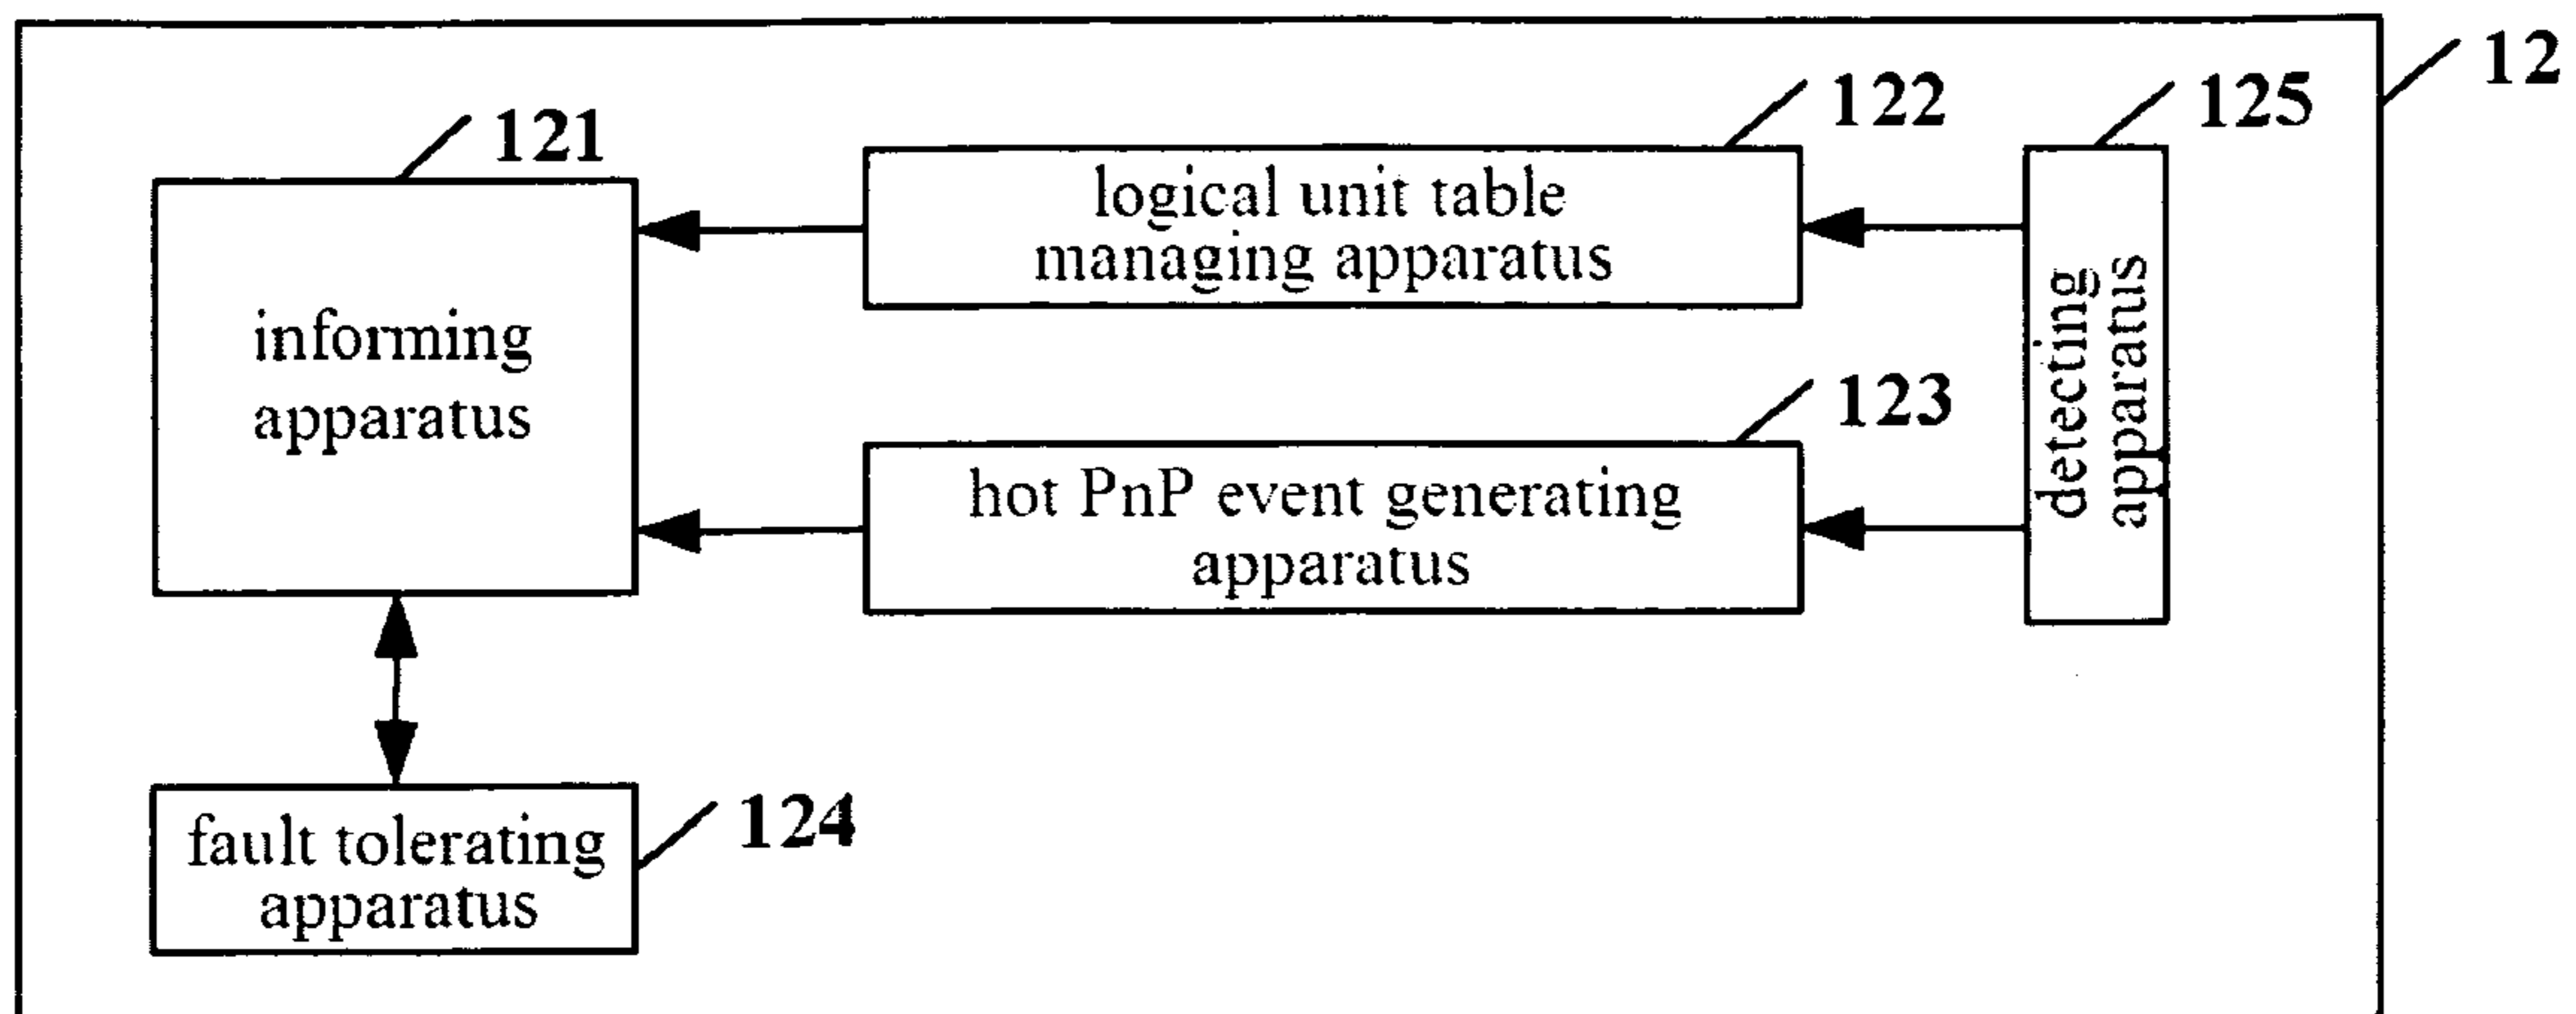 12
121
122
125
informing
apparatus
logical unit table
managing apparatus
detecting
apparatus
123
hot PnP event generating
apparatus
124
fault tolerating
apparatus